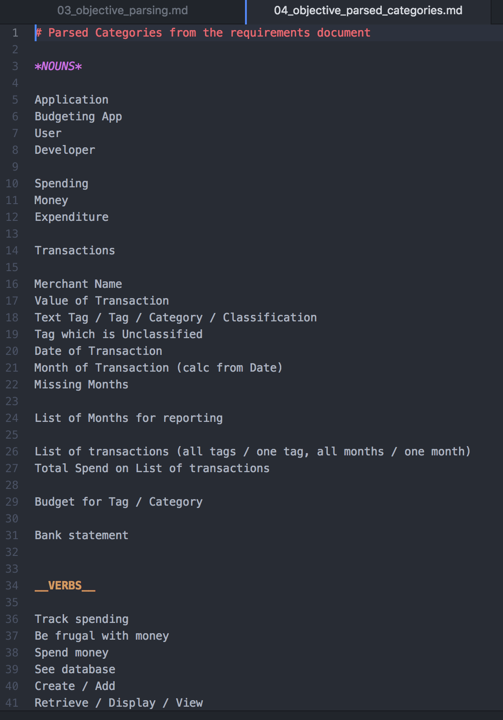 03_objective_parsing.md
04_objective_parsed_categories.md
1 # Parsed Categories from the requirements document
2
3 *NOUNS*
4
5 Application
6 Budgeting App
7 User
8 Developer
9
10 Spending
11 Money
12 Expenditure
13
14 Transactions
15
16 Merchant Name
17 Value of Transaction
18 Text Tag / Tag / Category / Classification
19 Tag which is Unclassified
20 Date of Transaction
21 Month of Transaction (calc from Date)
22 Missing Months
23
24 List of Months for reporting
25
26 List of transactions (all tags / one tag, all months / one month)
27 Total Spend on List of transactions
28
29 Budget for Tag / Category
30
31 Bank statement
32
33
34 __VERBS__
35
36 Track spending
37 Be frugal with money
38 Spend money
39 See database
40 Create / Add
41 Retrieve / Display / View